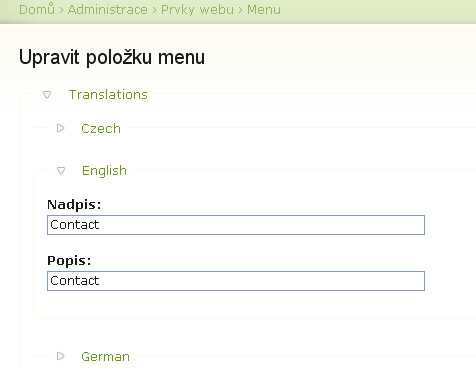 Domů › Administrace › Prvky webu › Menu
Upravit položku menu
Translations
Czech
English
Nadpis:
Contact
Popis:
Contact
German